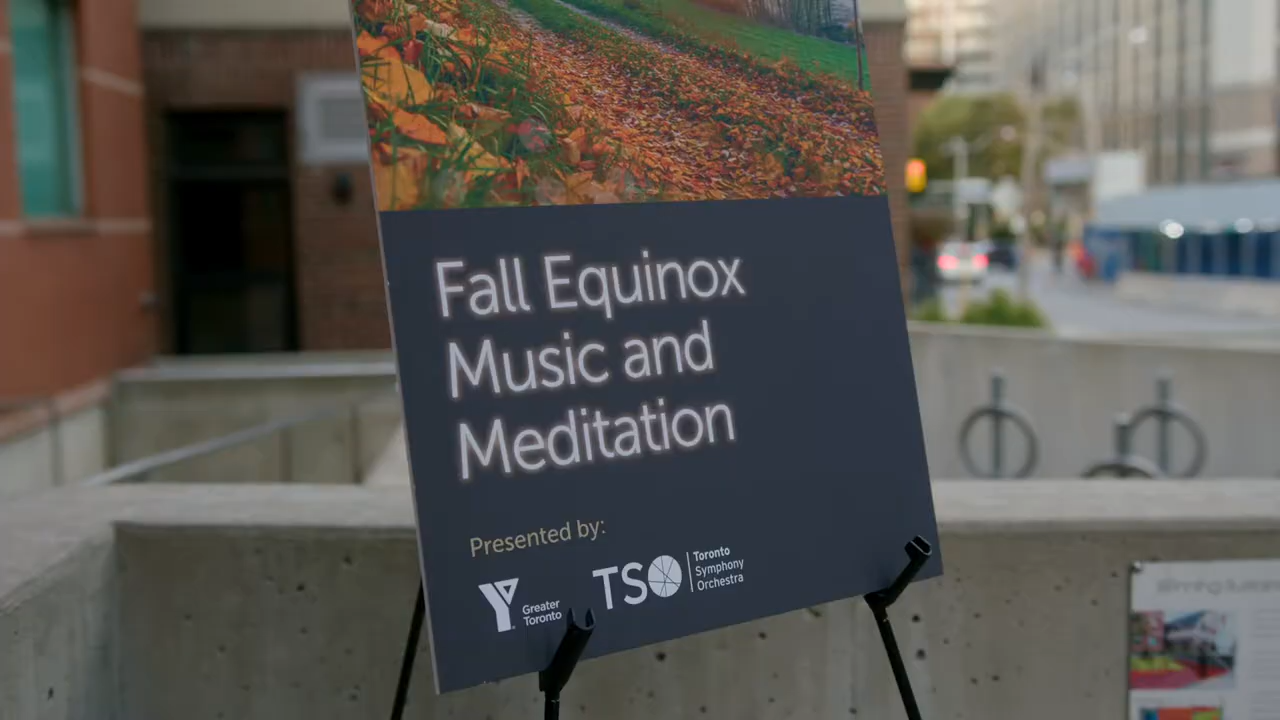 Fall Equinox
Music and
Meditation
Presented by:
Y
Greater
Toronto
TSO
Toronto
Symphony
Orchestra